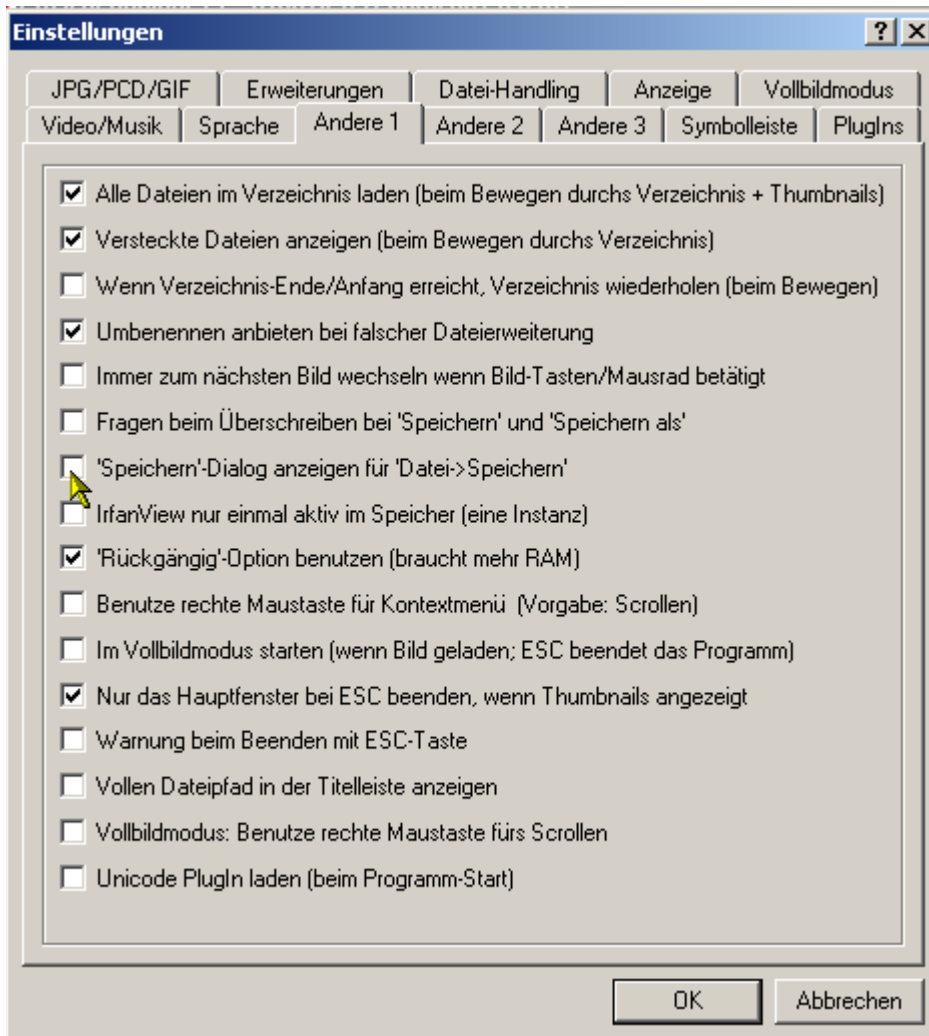 Einstellungen
JPG/PCD/GIF Erweiterungen Datei-Handling Anzeige Vollbildmodus
Video/Musik Sprache Andere 1 Andere 2 Andere 3 Symbolleiste PlugIns
Alle Dateien im Verzeichnis laden (beim Bewegen durchs Verzeichnis + Thumbnails)
Versteckte Dateien anzeigen (beim Bewegen durchs Verzeichnis)
Wenn Verzeichnis-Ende/Anfang erreicht, Verzeichnis wiederholen (beim Bewegen)
Umbenennen anbieten bei falscher Dateierweiterung
Immer zum nächsten Bild wechseln wenn Bild-Tasten/Mausrad betätigt
Fragen beim Überschreiben bei 'Speichern' und 'Speichern als'
'Speichern'-Dialog anzeigen für 'Datei->Speichern'
IrfanView nur einmal aktiv im Speicher (eine Instanz)
'Rückgängig'-Option benutzen (braucht mehr RAM)
Benutze rechte Maustaste für Kontextmenü (Vorgabe: Scrollen)
Im Vollbildmodus starten (wenn Bild geladen; ESC beendet das Programm)
Nur das Hauptfenster bei ESC beenden, wenn Thumbnails angezeigt
Warnung beim Beenden mit ESC-Taste
Vollen Dateipfad in der Titelleiste anzeigen
Vollbildmodus: Benutze rechte Maustaste fürs Scrollen
Unicode PlugIn laden (beim Programm-Start)
OK Abbrechen